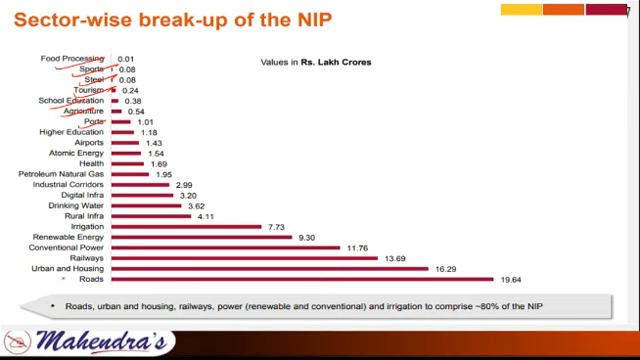 Sector-wise break-up of the NIP
Values in Rs. Lakh Crores
Food Processing 0.01
Sports 0.08
Steel 0.08
Tourism 0.24
School Education 0.38
Agriculture 0.54
Ports 1.01
Higher Education 1.18
Airports 1.43
Atomic Energy 1.54
Health 1.69
Petroleum Natural Gas 1.95
Industrial Corridors 2.99
Digital Infra 3.20
Drinking Water 3.62
Rural Infra 4.11
Irrigation 7.73
Renewable Energy 9.30
Conventional Power 11.76
Railways 13.69
Urban and Housing 16.29
Roads 19.64
• Roads, urban and housing, railways, power (renewable and conventional) and irrigation to comprise ~80% of the NIP
Mahendra's